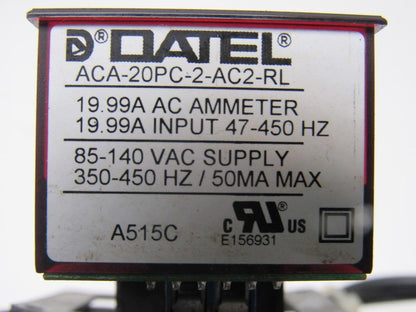 ® DATEL®
ACA-20PC-2-AC2-RL
19.99A AC AMMETER
19.99A INPUT 47-450 HZ
85-140 VAC SUPPLY
350-450 HZ / 50MA MAX
A515C
C RU US
E156931